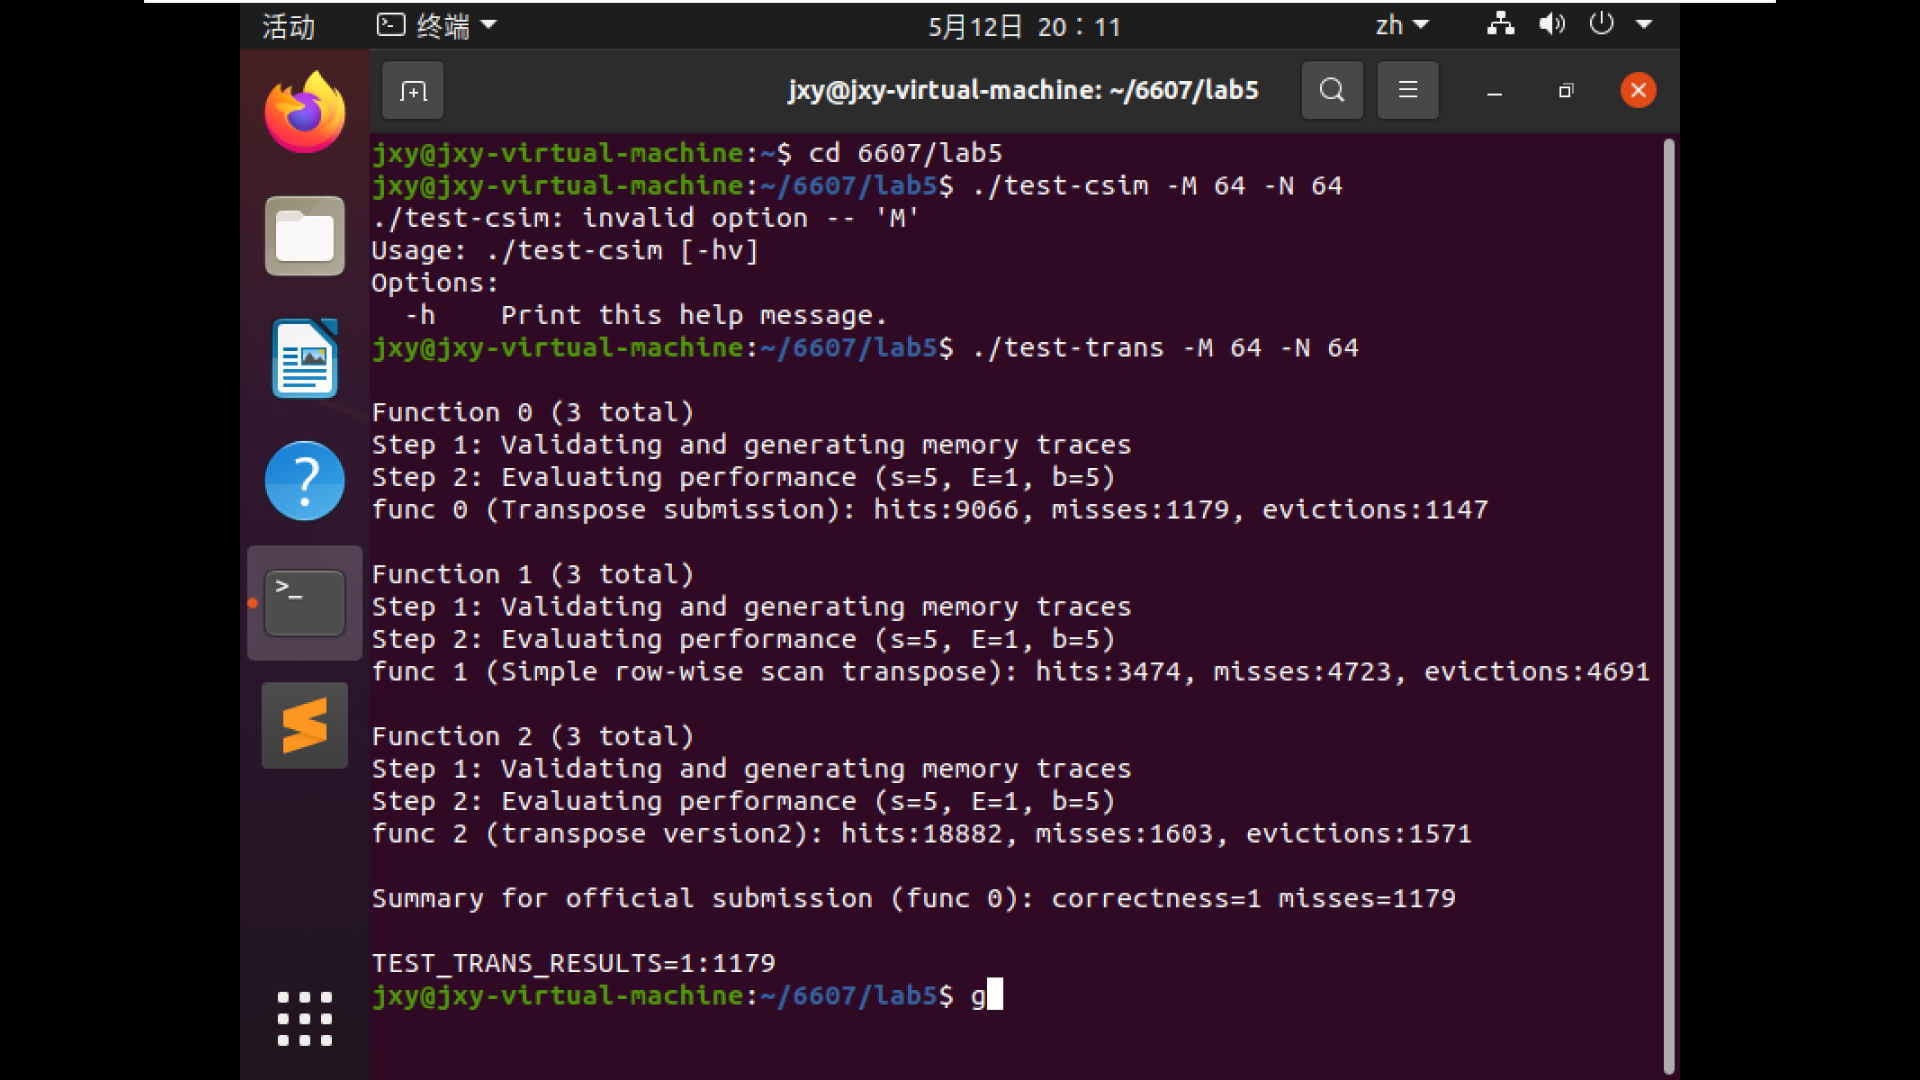 活动 终端 5月12日 20：11 zh
jxy@jxy-virtual-machine: ~/6607/lab5
jxy@jxy-virtual-machine:~$ cd 6607/lab5
jxy@jxy-virtual-machine:~/6607/lab5$ ./test-csim -M 64 -N 64
./test-csim: invalid option -- 'M'
Usage: ./test-csim [-hv]
Options:
  -h    Print this help message.
jxy@jxy-virtual-machine:~/6607/lab5$ ./test-trans -M 64 -N 64
Function 0 (3 total)
Step 1: Validating and generating memory traces
Step 2: Evaluating performance (s=5, E=1, b=5)
func 0 (Transpose submission): hits:9066, misses:1179, evictions:1147
Function 1 (3 total)
Step 1: Validating and generating memory traces
Step 2: Evaluating performance (s=5, E=1, b=5)
func 1 (Simple row-wise scan transpose): hits:3474, misses:4723, evictions:4691
Function 2 (3 total)
Step 1: Validating and generating memory traces
Step 2: Evaluating performance (s=5, E=1, b=5)
func 2 (transpose version2): hits:18882, misses:1603, evictions:1571
Summary for official submission (func 0): correctness=1 misses=1179
TEST_TRANS_RESULTS=1:1179
jxy@jxy-virtual-machine:~/6607/lab5$ g